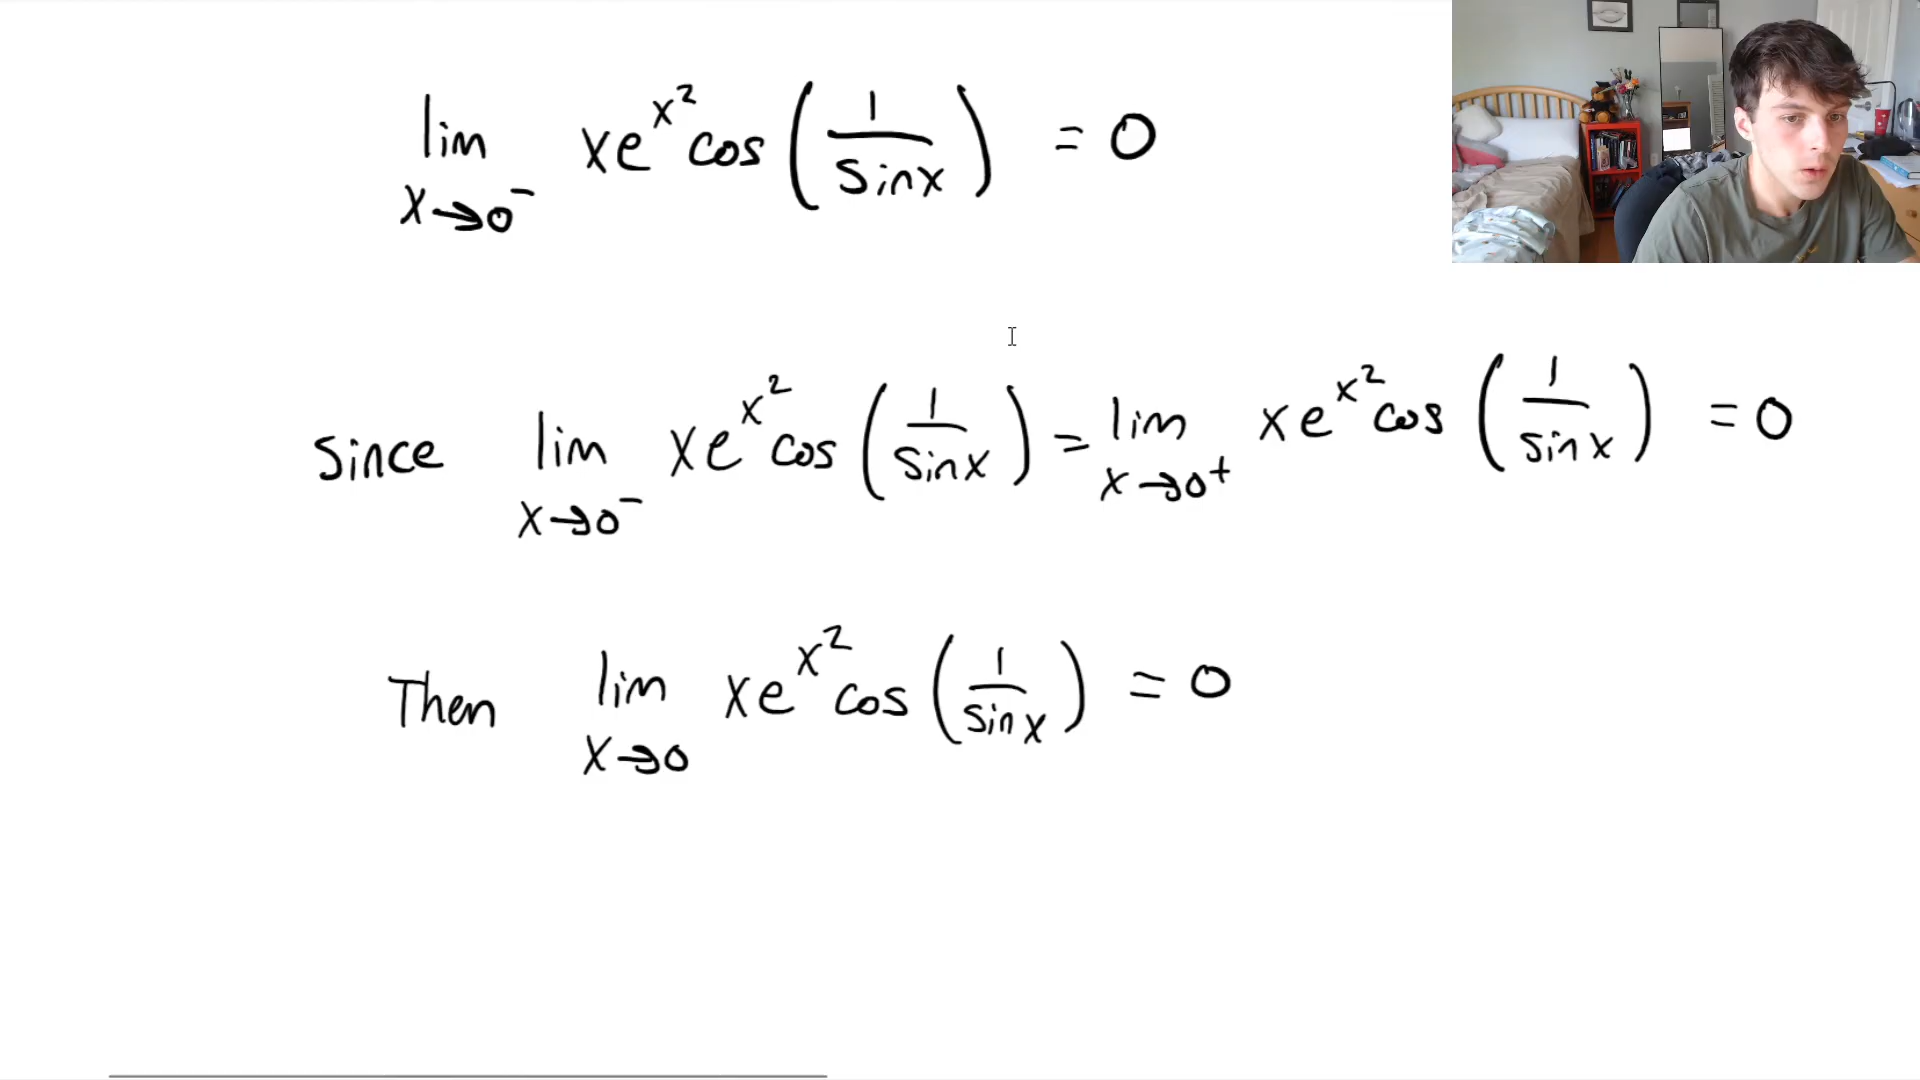 lim x→0⁻ xe^{x²} cos(1/sinx) = 0
Since lim x→0⁻ xe^{x²} cos(1/sinx) = lim x→0⁺ xe^{x²} cos(1/sinx) = 0
Then lim x→0 xe^{x²} cos(1/sinx) = 0